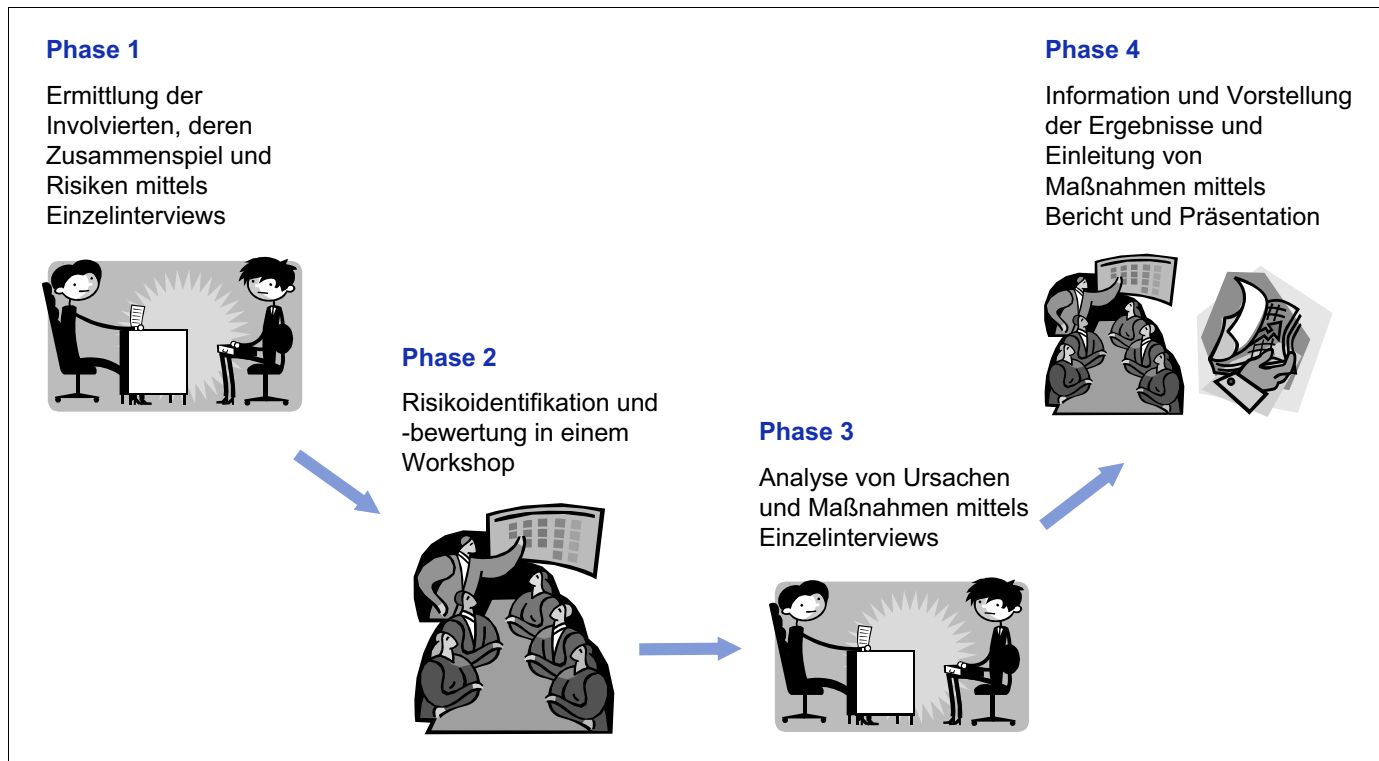 Phase 1
Ermittlung der
Involvierten, deren
Zusammenspiel und
Risiken mittels
Einzelinterviews
Phase 2
Risikoidentifikation und
-bewertung in einem
Workshop
Phase 3
Analyse von Ursachen
und Maßnahmen mittels
Einzelinterviews
Phase 4
Information und Vorstellung
der Ergebnisse und
Einleitung von
Maßnahmen mittels
Bericht und Präsentation